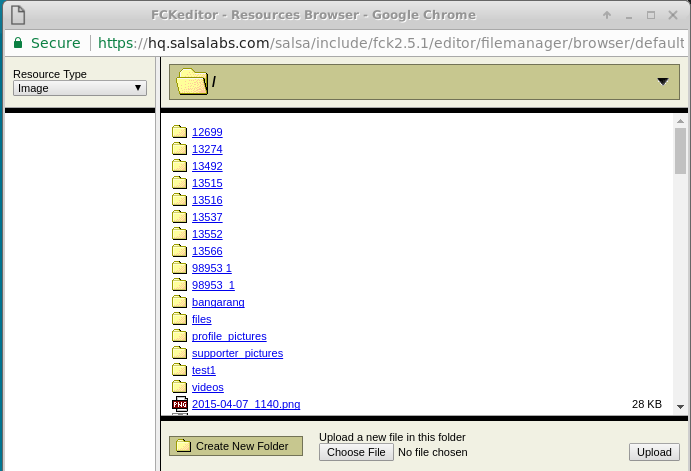 FCKeditor - Resources Browser - Google Chrome
Secure https://hq.salsalabs.com/salsa/include/fck2.5.1/editor/filemanager/browser/default
Resource Type
Image
/
12699
13274
13492
13515
13516
13537
13552
13566
98953 1
98953_1
bangarang
files
profile_pictures
supporter_pictures
test1
videos
PNG 2015-04-07_1140.png 28 KB
Create New Folder
Upload a new file in this folder
Choose File No file chosen
Upload